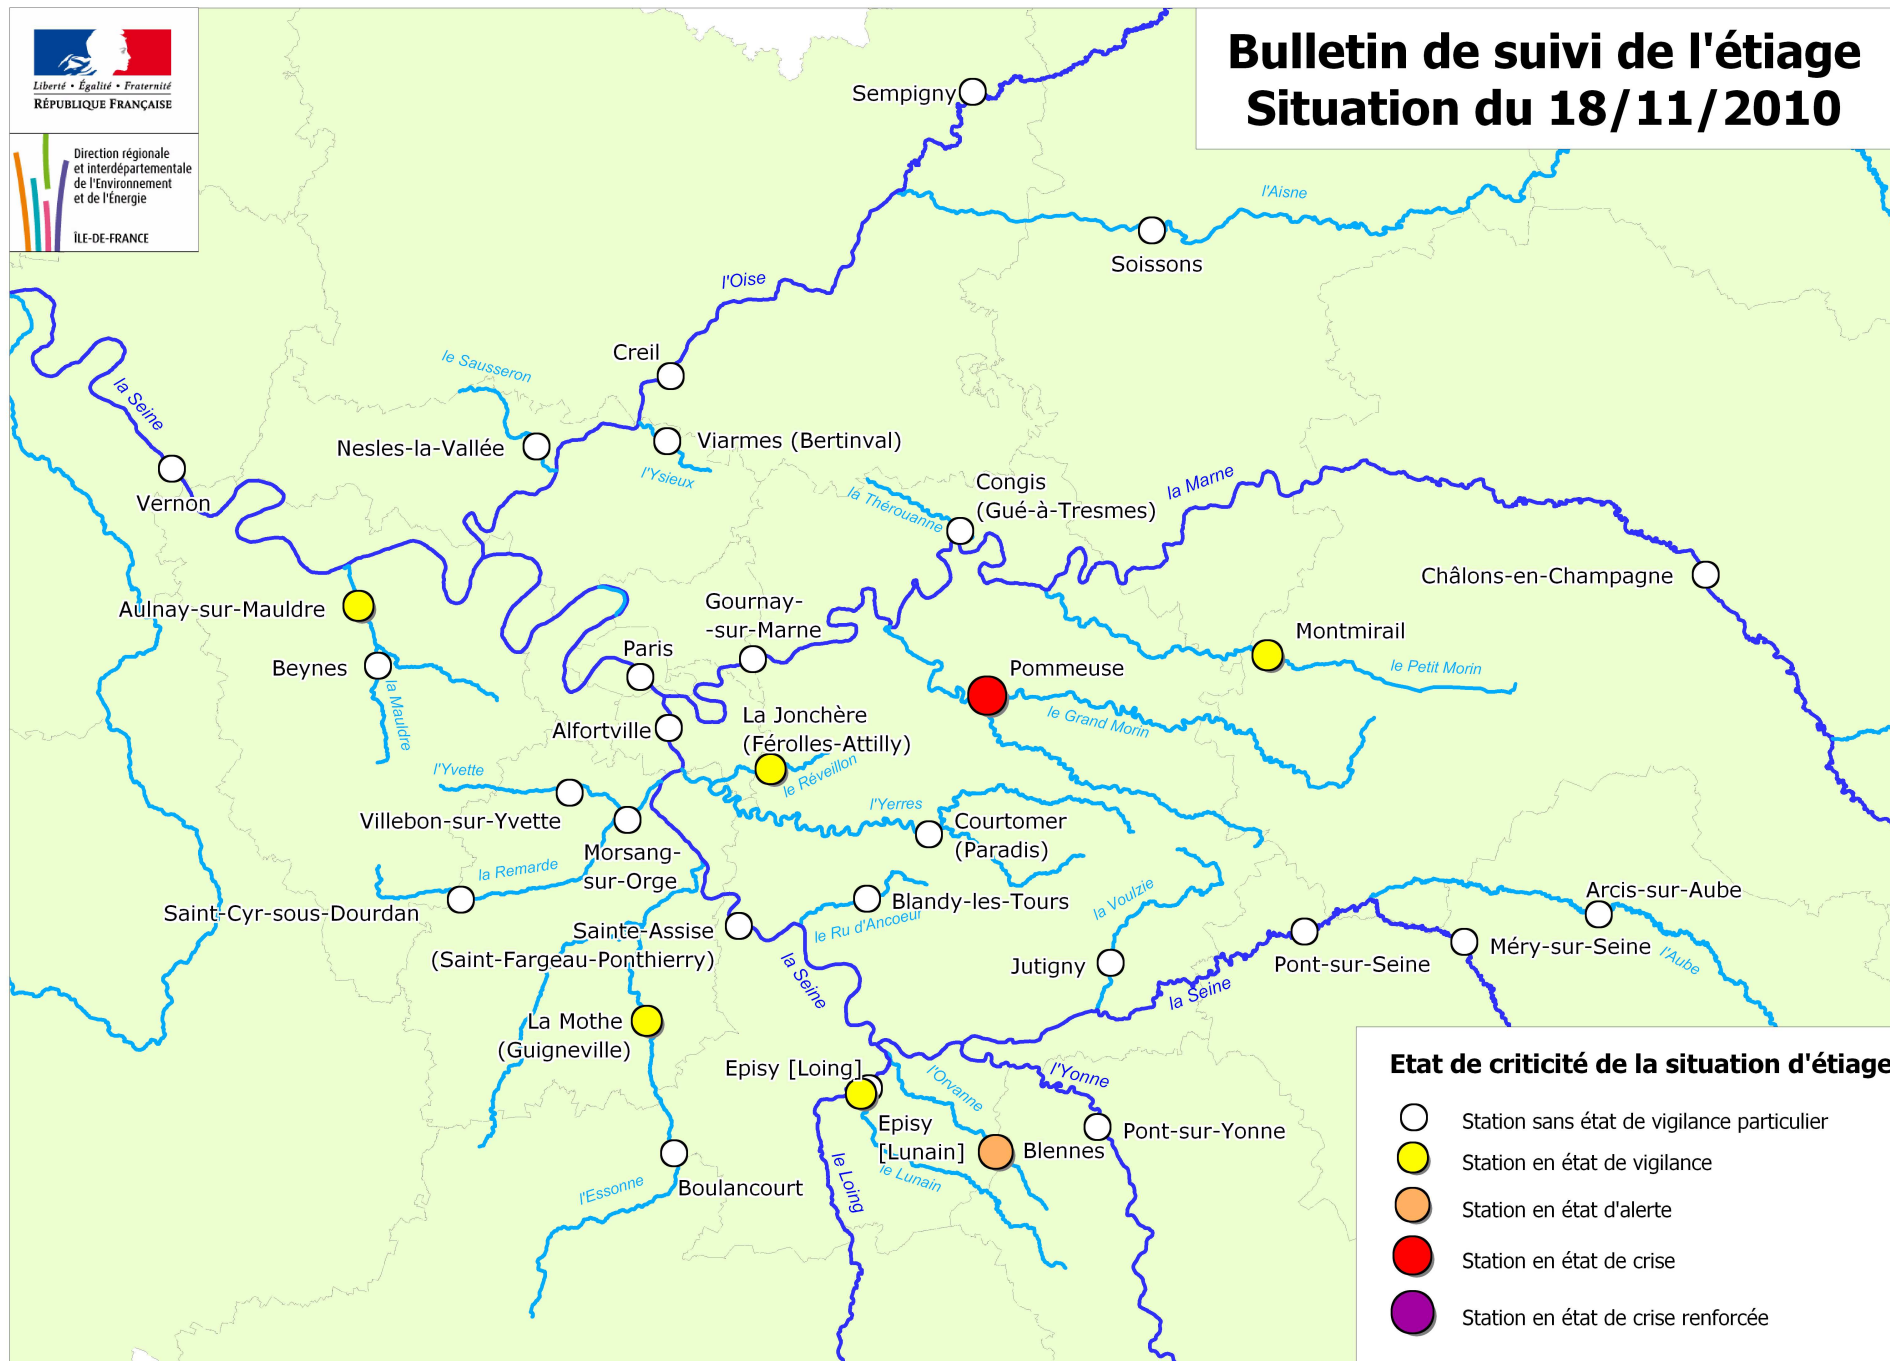 Bulletin de suivi de l'étiage
Situation du 18/11/2010
Liberté • Égalité • Fraternité
RÉPUBLIQUE FRANÇAISE
Direction régionale
et interdépartementale
de l'Environnement
et de l'Énergie
ÎLE-DE-FRANCE
Sempigny
l'Aisne
Soissons
l'Oise
Creil
le Sausseron
la Seine
Nesles-la-Vallée
Viarmes (Bertinval)
l'Ysieux
Vernon
la Thérouanne
Congis
(Gué-à-Tresmes)
la Marne
Châlons-en-Champagne
Aulnay-sur-Mauldre
Gournay-
-sur-Marne
Montmirail
Paris
Beynes
Pommeuse
le Petit Morin
la Mauldre
La Jonchère
(Férolles-Attilly)
le Grand Morin
Alfortville
l'Yvette
le Réveillon
l'Yerres
Villebon-sur-Yvette
Courtomer
(Paradis)
Morsang-
sur-Orge
la Remarde
Saint-Cyr-sous-Dourdan
Blandy-les-Tours
la Voulzie
Arcis-sur-Aube
le Ru d'Ancoeur
Sainte-Assise
(Saint-Fargeau-Ponthierry)
Jutigny
Pont-sur-Seine
Méry-sur-Seine
l'Aube
la Seine
la Seine
La Mothe
(Guigneville)
Episy [Loing]
l'Orvanne
l'Yonne
Episy
[Lunain]
Blennes
Pont-sur-Yonne
le Lunain
le Loing
l'Essonne
Boulancourt
Etat de criticité de la situation d'étiage
Station sans état de vigilance particulier
Station en état de vigilance
Station en état d'alerte
Station en état de crise
Station en état de crise renforcée